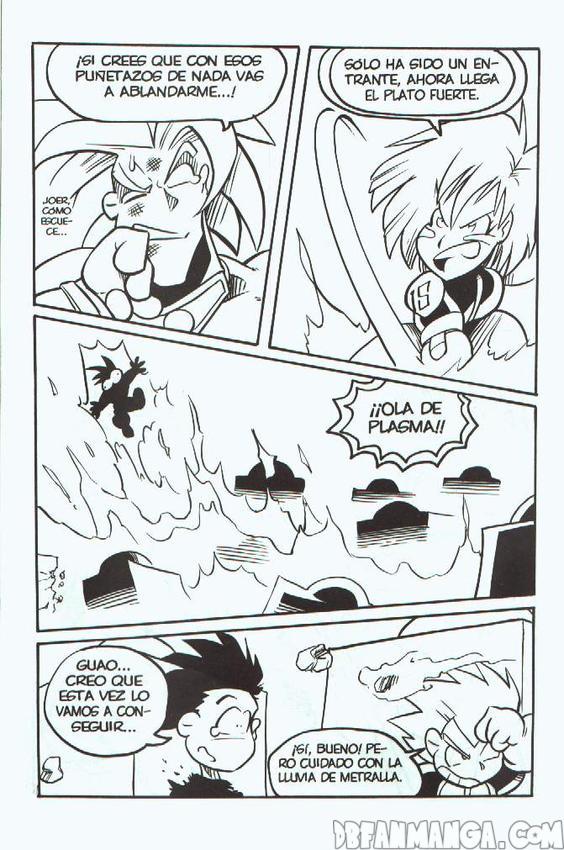 ¡SI CREES QUE CON ESOS
PUÑETAZOS DE NADA VAS
A ABLANDARME...!
JOER,
CÓMO
ESCUE-
CE...
SÓLO HA SIDO UN EN-
TRANTE, AHORA LLEGA
EL PLATO FUERTE.
¡¡OLA DE
PLASMA!!
GUAO...
CREO QUE
ESTA VEZ LO
VAMOS A CON-
SEGUIR...
¡SÍ, BUENO! PE-
RO CUIDADO CON LA
LLUVIA DE METRALLA.
DBFANMANGA.COM